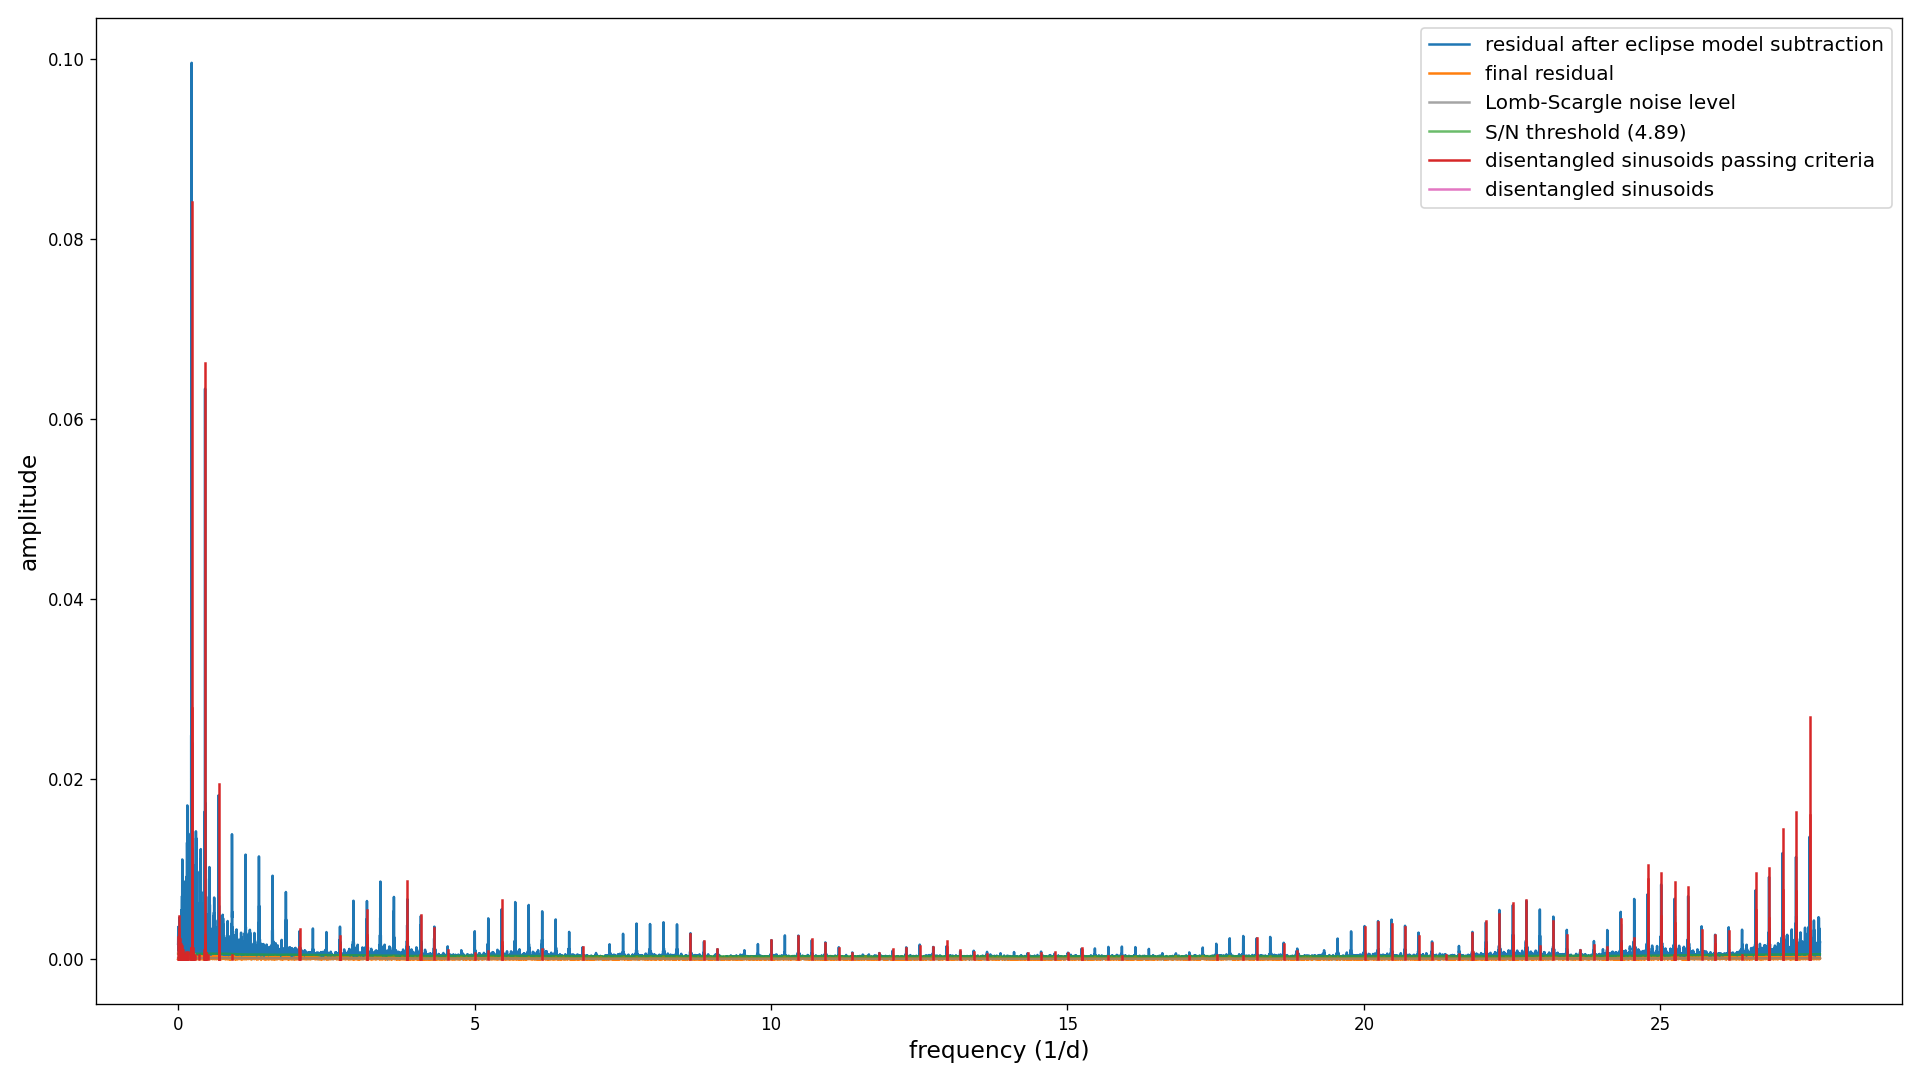 residual after eclipse model subtraction
final residual
Lomb-Scargle noise level
S/N threshold (4.89)
disentangled sinusoids passing criteria
disentangled sinusoids
0.10
0.08
0.06
0.04
0.02
0.00
amplitude
0 5 10 15 20 25
frequency (1/d)